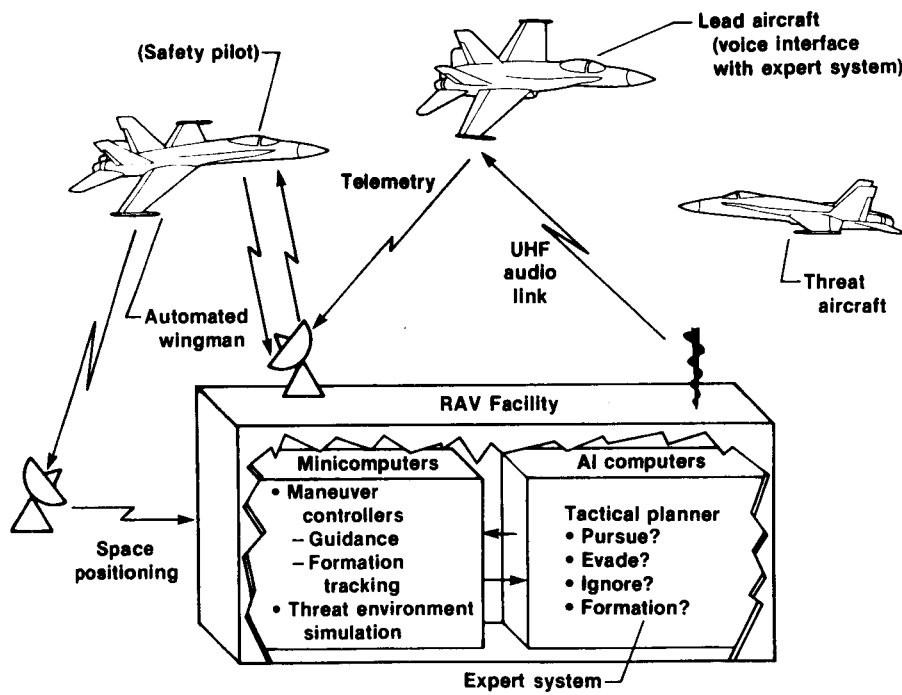 Lead aircraft
(voice interface
with expert system)
(Safety pilot)
Telemetry
UHF
audio
link
Threat
aircraft
Automated
wingman
RAV Facility
Minicomputers
• Maneuver
controllers
– Guidance
– Formation
tracking
• Threat environment
simulation
AI computers
Tactical planner
• Pursue?
• Evade?
• Ignore?
• Formation?
Space
positioning
Expert system